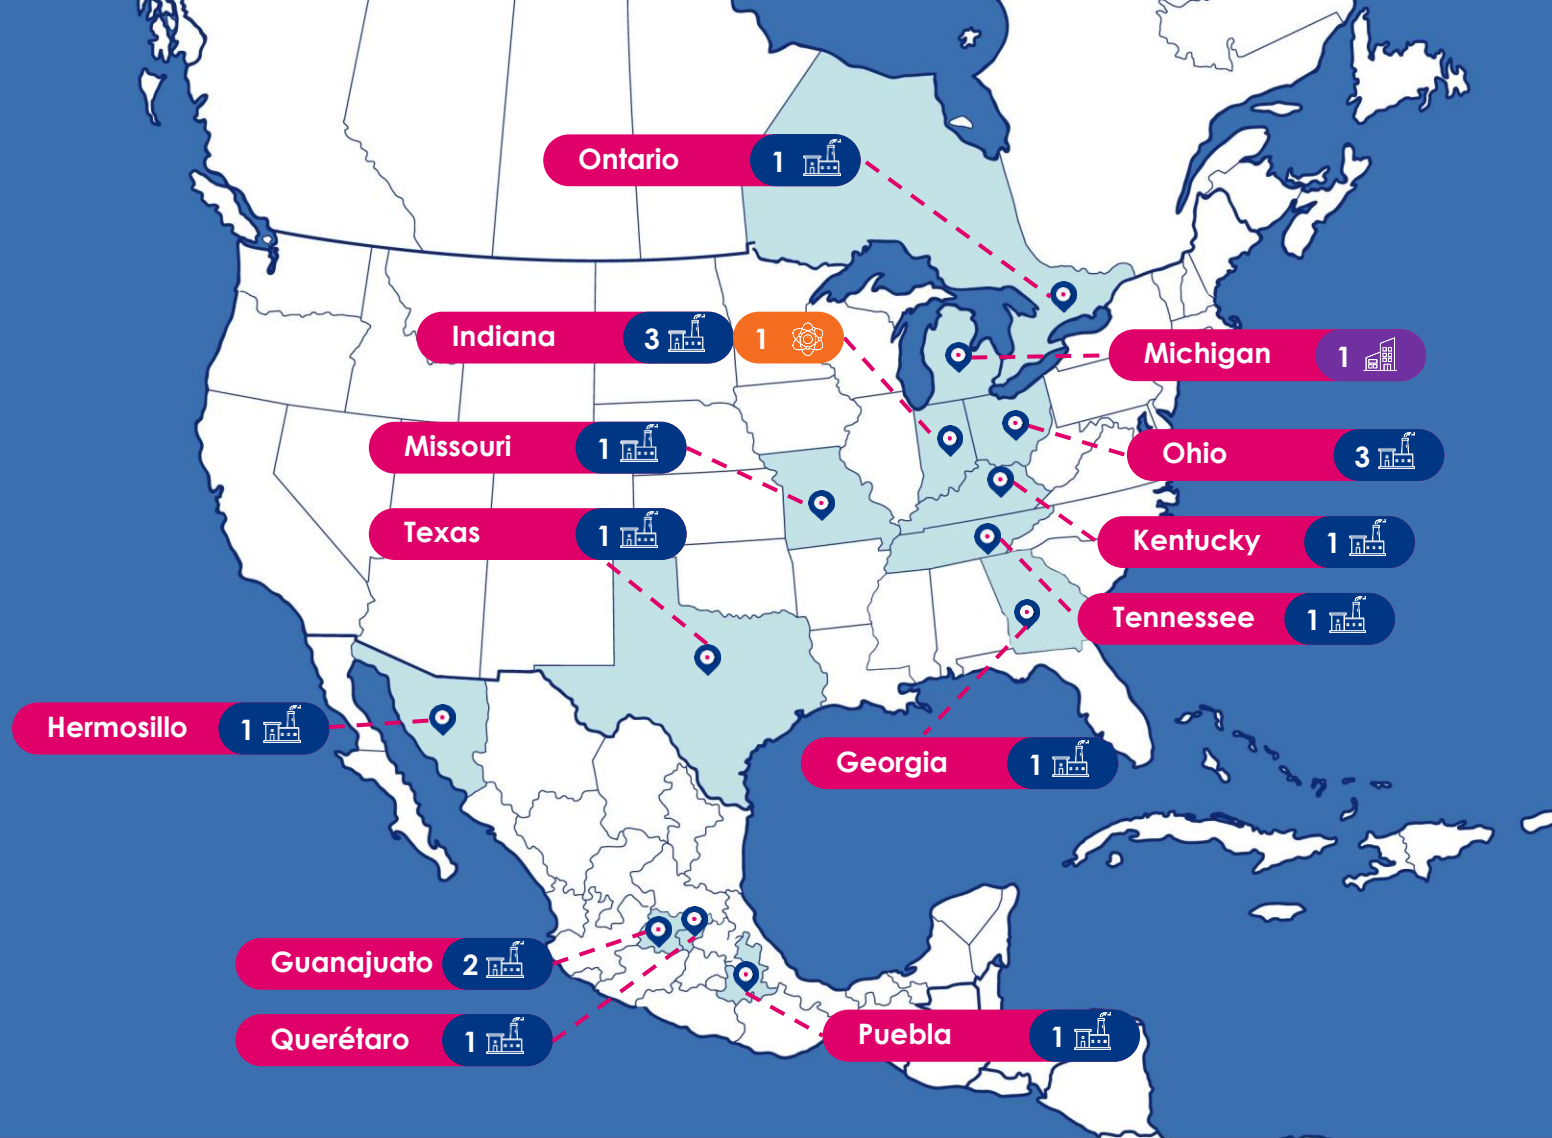 Ontario 1
Indiana 3 1
Michigan 1
Missouri 1
Ohio 3
Texas 1
Kentucky 1
Tennessee 1
Hermosillo 1
Georgia 1
Guanajuato 2
Querétaro 1
Puebla 1